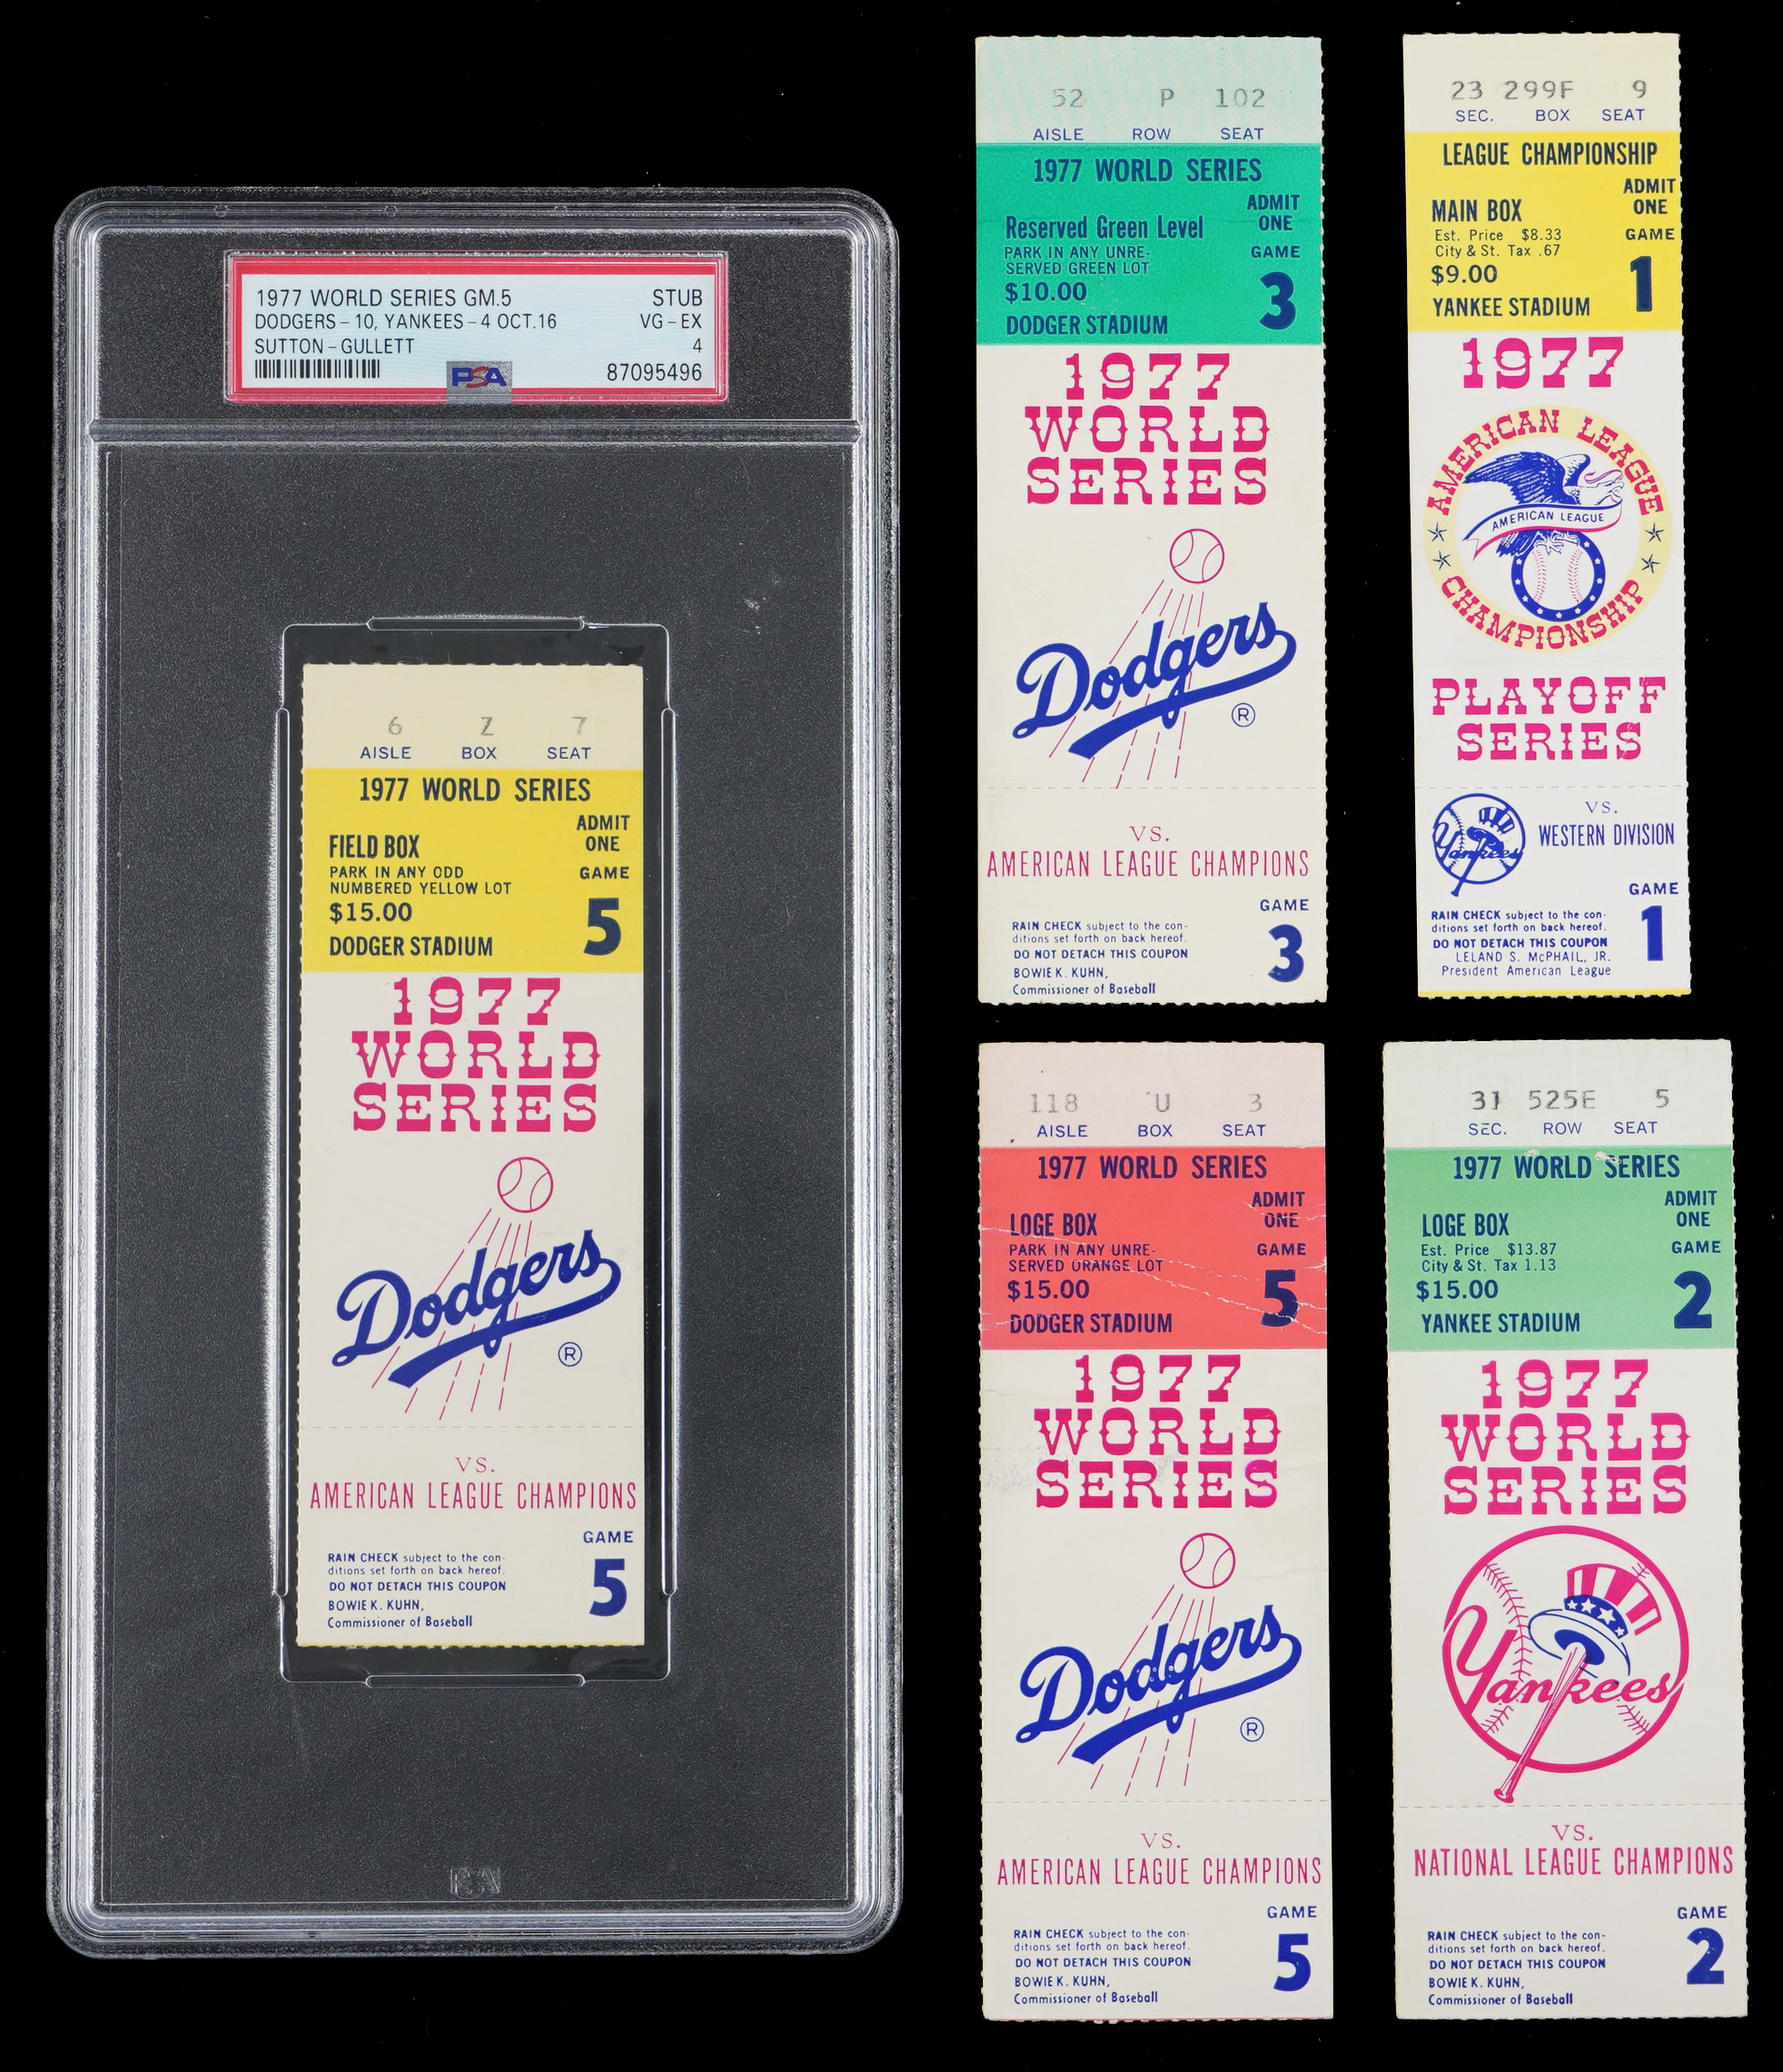 1977 WORLD SERIES GM.5 STUB
DODGERS-10, YANKEES-4 OCT.16 VG-EX
SUTTON-GULLETT 4
PSA 87095496
6 Z 7
AISLE BOX SEAT
1977 WORLD SERIES
ADMIT
ONE
FIELD BOX
PARK IN ANY ODD
NUMBERED YELLOW LOT
GAME
$15.00
5
DODGER STADIUM
1977
WORLD
SERIES
Dodgers
®
VS.
AMERICAN LEAGUE CHAMPIONS
GAME
5
RAIN CHECK subject to the con-
ditions set forth on back hereof.
DO NOT DETACH THIS COUPON
BOWIE K. KUHN,
Commissioner of Baseball
52 P 102
AISLE ROW SEAT
1977 WORLD SERIES
ADMIT
ONE
Reserved Green Level
PARK IN ANY UNRE-
SERVED GREEN LOT
GAME
$10.00
3
DODGER STADIUM
1977
WORLD
SERIES
Dodgers
®
VS.
AMERICAN LEAGUE CHAMPIONS
GAME
3
RAIN CHECK subject to the con-
ditions set forth on back hereof.
DO NOT DETACH THIS COUPON
BOWIE K. KUHN,
Commissioner of Baseball
23 299F 9
SEC. BOX SEAT
LEAGUE CHAMPIONSHIP
ADMIT
ONE
MAIN BOX
Est. Price $8.33
City & St. Tax .67
GAME
$9.00
1
YANKEE STADIUM
1977
AMERICAN LEAGUE
AMERICAN LEAGUE
CHAMPIONSHIP
PLAYOFF
SERIES
Yankees
VS.
WESTERN DIVISION
GAME
1
RAIN CHECK subject to the con-
ditions set forth on back hereof.
DO NOT DETACH THIS COUPON
LELAND S. McPHAIL, JR.
President American League
118 U 3
AISLE BOX SEAT
1977 WORLD SERIES
ADMIT
ONE
LOGE BOX
PARK IN ANY UNRE-
SERVED ORANGE LOT
GAME
$15.00
5
DODGER STADIUM
1977
WORLD
SERIES
Dodgers
®
VS.
AMERICAN LEAGUE CHAMPIONS
GAME
5
RAIN CHECK subject to the con-
ditions set forth on back hereof.
DO NOT DETACH THIS COUPON
BOWIE K. KUHN,
Commissioner of Baseball
31 525E 5
SEC. ROW SEAT
1977 WORLD SERIES
ADMIT
ONE
LOGE BOX
Est. Price $13.87
City & St. Tax 1.13
GAME
$15.00
2
YANKEE STADIUM
1977
WORLD
SERIES
Yankees
VS.
NATIONAL LEAGUE CHAMPIONS
GAME
2
RAIN CHECK subject to the con-
ditions set forth on back hereof.
DO NOT DETACH THIS COUPON
BOWIE K. KUHN,
Commissioner of Baseball